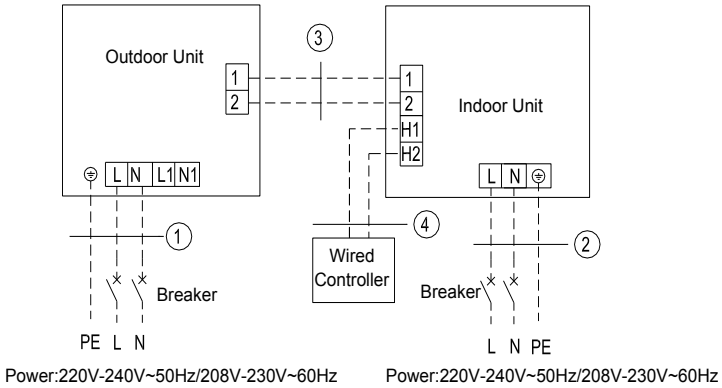 ③
Outdoor Unit
1 1
2 2
Indoor Unit
H1
H2
⏚ L N L1 N1
L N ⏚
① ④ ②
Wired
Controller
Breaker
Breaker
PE L N
L N PE
Power:220V-240V~50Hz/208V-230V~60Hz
Power:220V-240V~50Hz/208V-230V~60Hz